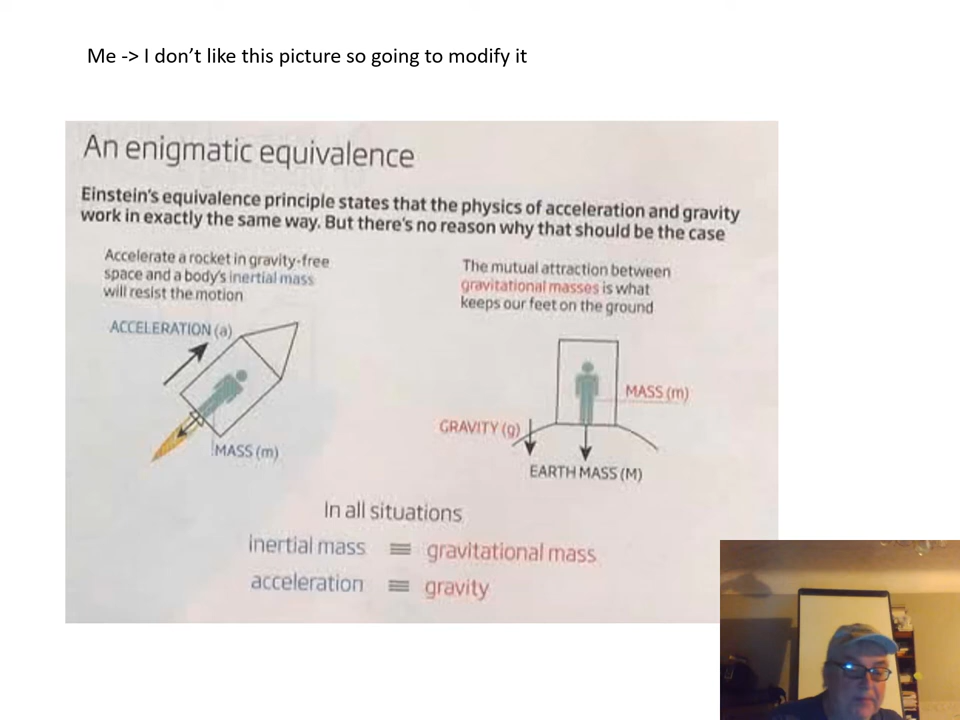 Me -> I don't like this picture so going to modify it
An enigmatic equivalence
Einstein's equivalence principle states that the physics of acceleration and gravity
work in exactly the same way. But there's no reason why that should be the case
Accelerate a rocket in gravity-free
space and a body's inertial mass
will resist the motion
ACCELERATION (a)
MASS (m)
The mutual attraction between
gravitational masses is what
keeps our feet on the ground
MASS (m)
GRAVITY (g)
EARTH MASS (M)
In all situations
inertial mass ≡ gravitational mass
acceleration ≡ gravity